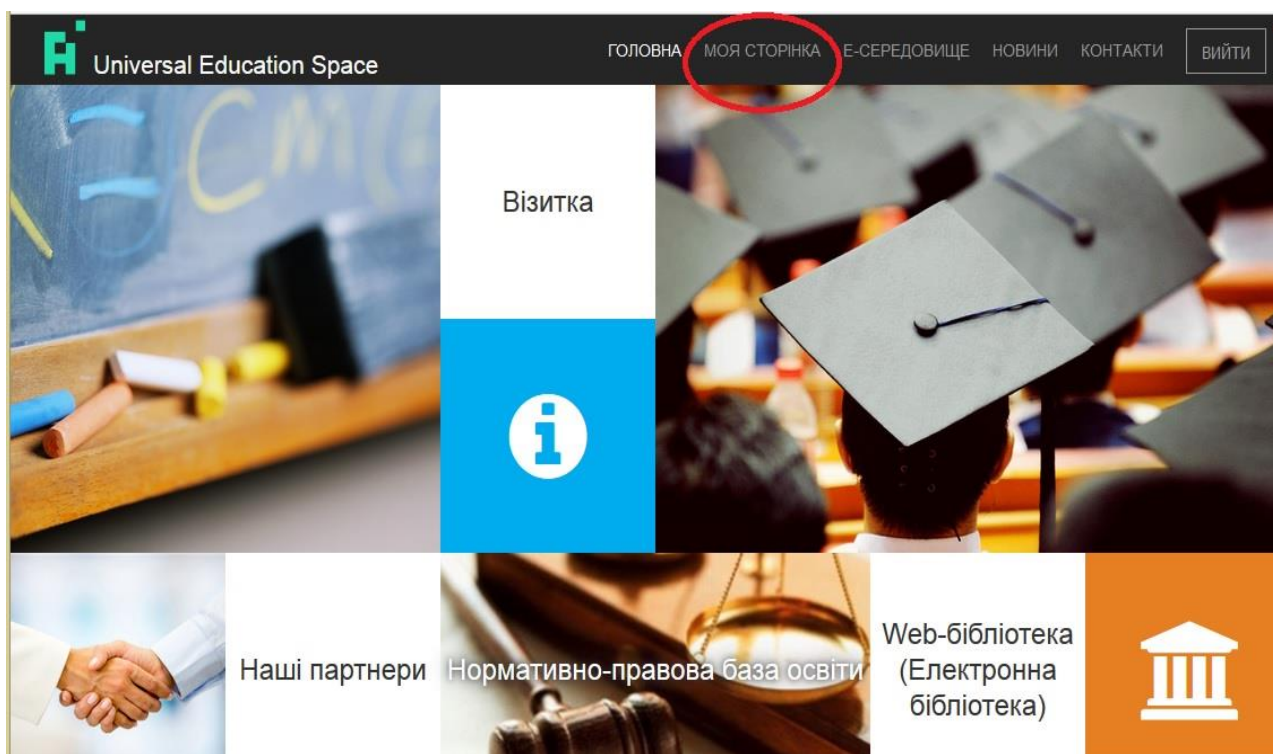 Universal Education Space
ГОЛОВНА
МОЯ СТОРІНКА
Е-СЕРЕДОВИЩЕ
НОВИНИ
КОНТАКТИ
ВИЙТИ
Візитка
Наші партнери
Нормативно-правова база освіти
Web-бібліотека
(Електронна
бібліотека)